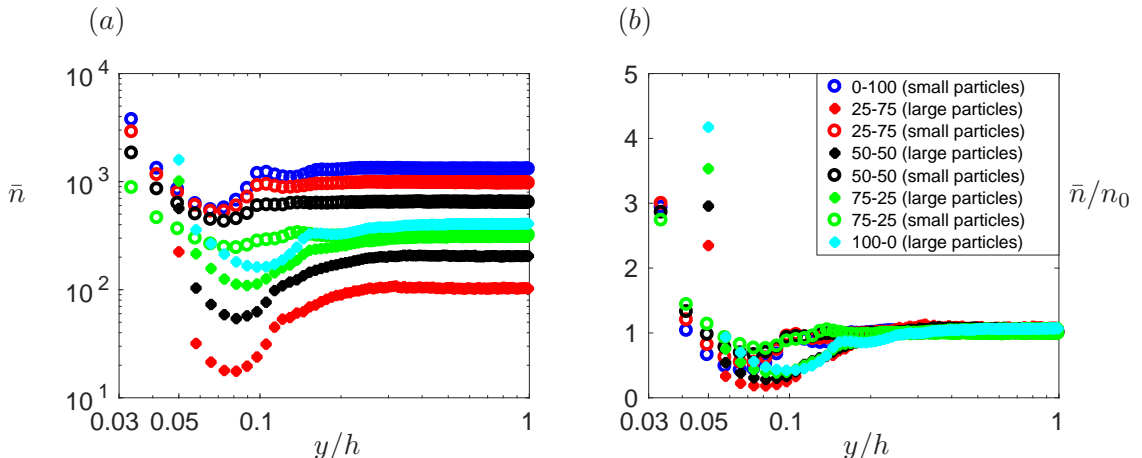 (a)
(b)
n̄
10^4
10^3
10^2
10^1
0.03 0.05 0.1 1
y/h
5
4
3
2
1
0
0-100 (small particles)
25-75 (large particles)
25-75 (small particles)
50-50 (large particles)
50-50 (small particles)
75-25 (large particles)
75-25 (small particles)
100-0 (large particles)
n̄/n₀
0.03 0.05 0.1 1
y/h